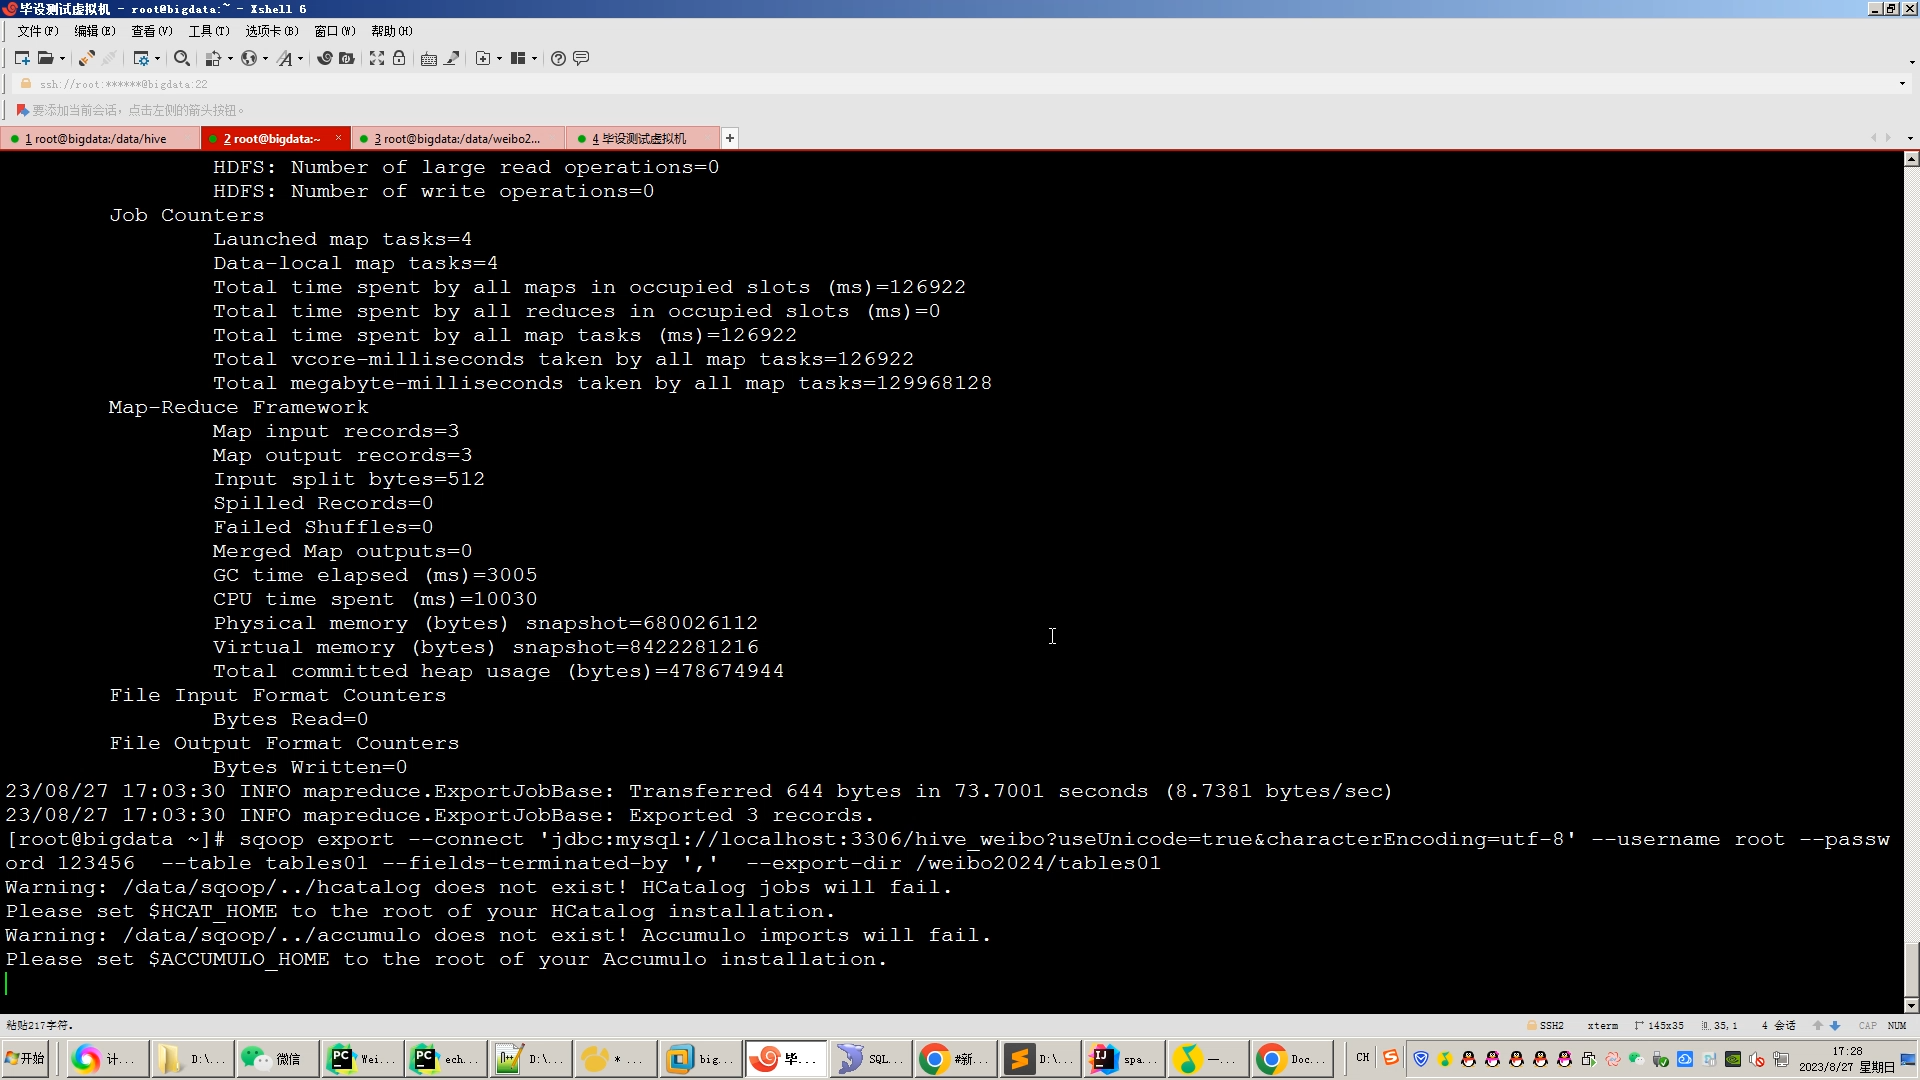 毕设测试虚拟机 - root@bigdata:~ - Xshell 6
文件(F) 编辑(E) 查看(V) 工具(T) 选项卡(B) 窗口(W) 帮助(H)
ssh://root:******@bigdata:22
要添加当前会话，点击左侧的箭头按钮。
1 root@bigdata:/data/hive 2 root@bigdata:~ × 3 root@bigdata:/data/weibo2... 4 毕设测试虚拟机 +
HDFS: Number of large read operations=0
HDFS: Number of write operations=0
Job Counters
Launched map tasks=4
Data-local map tasks=4
Total time spent by all maps in occupied slots (ms)=126922
Total time spent by all reduces in occupied slots (ms)=0
Total time spent by all map tasks (ms)=126922
Total vcore-milliseconds taken by all map tasks=126922
Total megabyte-milliseconds taken by all map tasks=129968128
Map-Reduce Framework
Map input records=3
Map output records=3
Input split bytes=512
Spilled Records=0
Failed Shuffles=0
Merged Map outputs=0
GC time elapsed (ms)=3005
CPU time spent (ms)=10030
Physical memory (bytes) snapshot=680026112
Virtual memory (bytes) snapshot=8422281216
Total committed heap usage (bytes)=478674944
File Input Format Counters
Bytes Read=0
File Output Format Counters
Bytes Written=0
23/08/27 17:03:30 INFO mapreduce.ExportJobBase: Transferred 644 bytes in 73.7001 seconds (8.7381 bytes/sec)
23/08/27 17:03:30 INFO mapreduce.ExportJobBase: Exported 3 records.
[root@bigdata ~]# sqoop export --connect 'jdbc:mysql://localhost:3306/hive_weibo?useUnicode=true&characterEncoding=utf-8' --username root --passw
ord 123456  --table tables01 --fields-terminated-by ','  --export-dir /weibo2024/tables01
Warning: /data/sqoop/../hcatalog does not exist! HCatalog jobs will fail.
Please set $HCAT_HOME to the root of your HCatalog installation.
Warning: /data/sqoop/../accumulo does not exist! Accumulo imports will fail.
Please set $ACCUMULO_HOME to the root of your Accumulo installation.
粘贴217字符。 SSH2 xterm 145x35 35,1 4 会话 CAP NUM
开始 计... D:\... 微信 Wei... ech... D:\... * ... big... 毕... SQL... #新... D:\... spa... 一... Doc... CH 17:28
2023/8/27 星期日